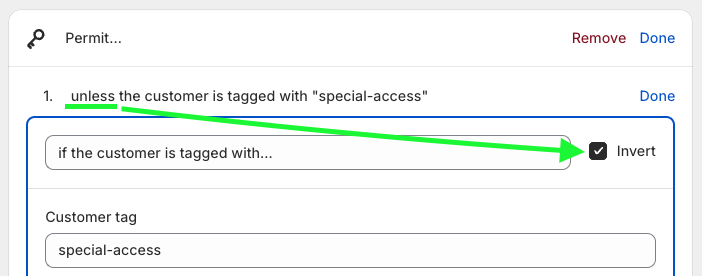 Permit... Remove Done
1. unless the customer is tagged with "special-access" Done
if the customer is tagged with... Invert
Customer tag
special-access